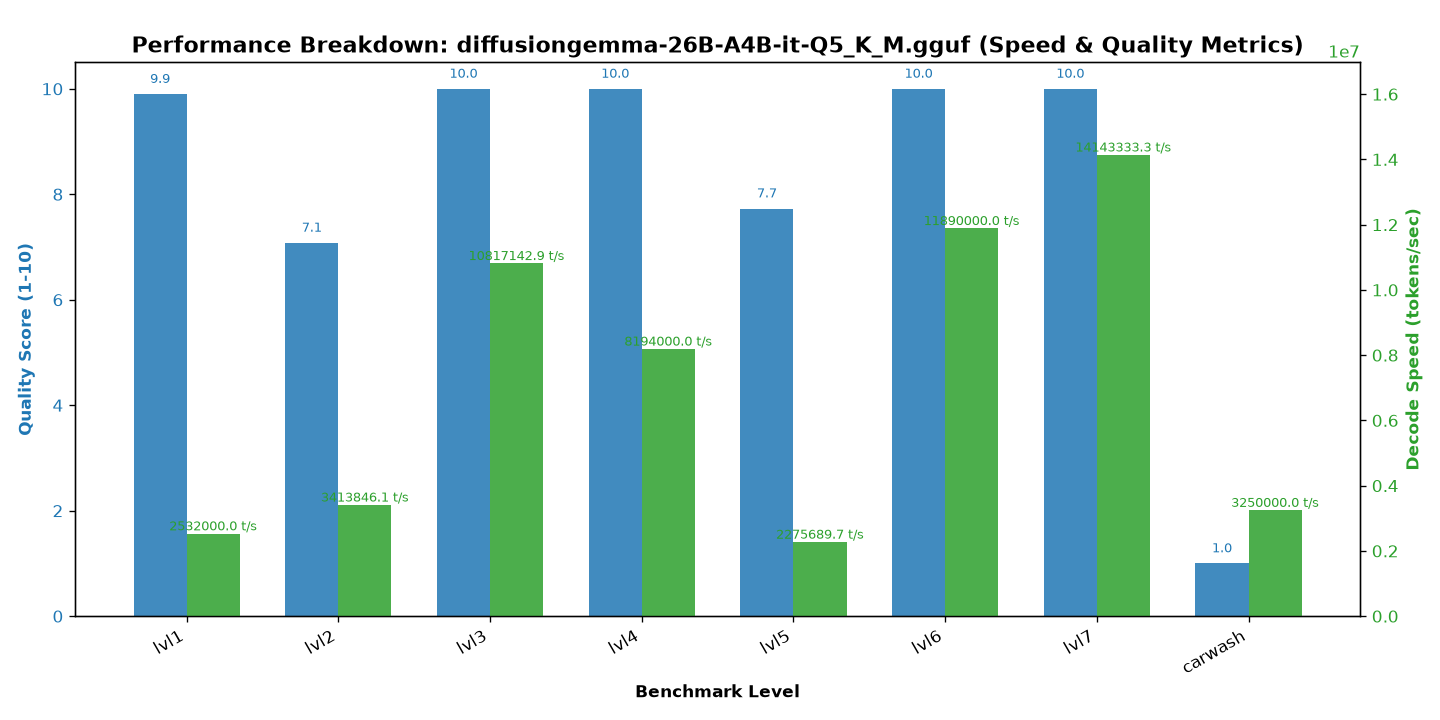 Performance Breakdown: diffusiongemma-26B-A4B-it-Q5_K_M.gguf (Speed & Quality Metrics)
1e7
Quality Score (1-10)
10
8
6
4
2
0
9.9
7.1
10.0
10.0
7.7
10.0
10.0
1.0
2532000.0 t/s
3413846.1 t/s
10817142.9 t/s
8194000.0 t/s
2275689.7 t/s
11890000.0 t/s
14143333.3 t/s
3250000.0 t/s
1.6
1.4
1.2
1.0
0.8
0.6
0.4
0.2
0.0
Decode Speed (tokens/sec)
lvl1
lvl2
lvl3
lvl4
lvl5
lvl6
lvl7
carwash
Benchmark Level